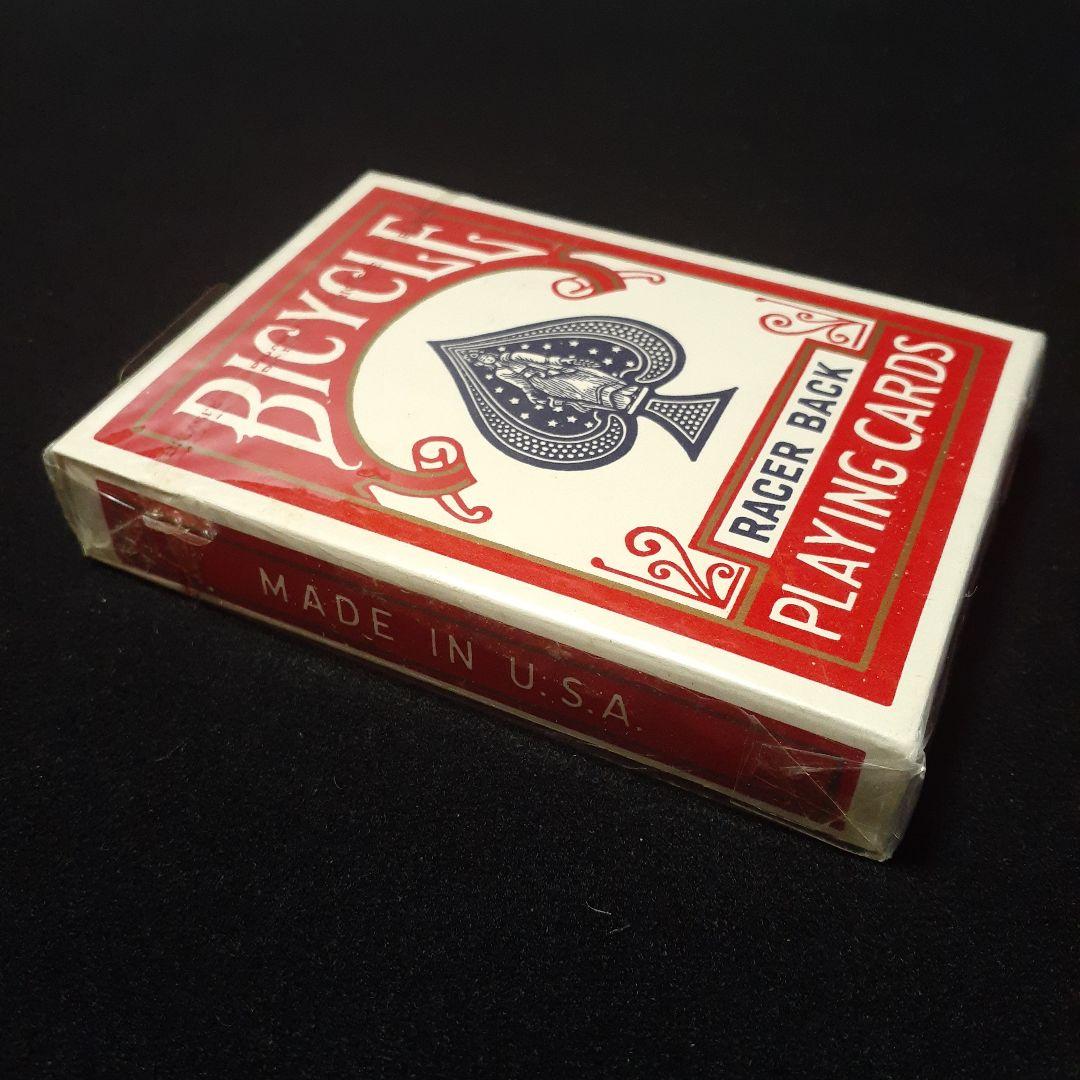 BICYCLE
RACER BACK
PLAYING CARDS
MADE IN U.S.A.